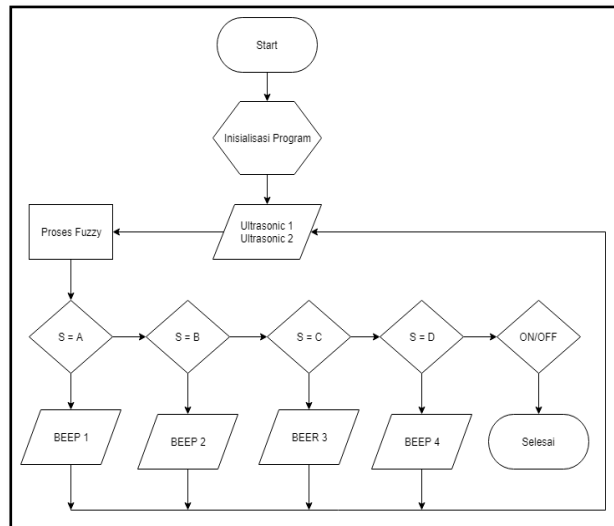 Start
Inisialisasi Program
Ultrasonic 1
Ultrasonic 2
Proses Fuzzy
S = A
S = B
S = C
S = D
ON/OFF
BEEP 1
BEEP 2
BEER 3
BEEP 4
Selesai